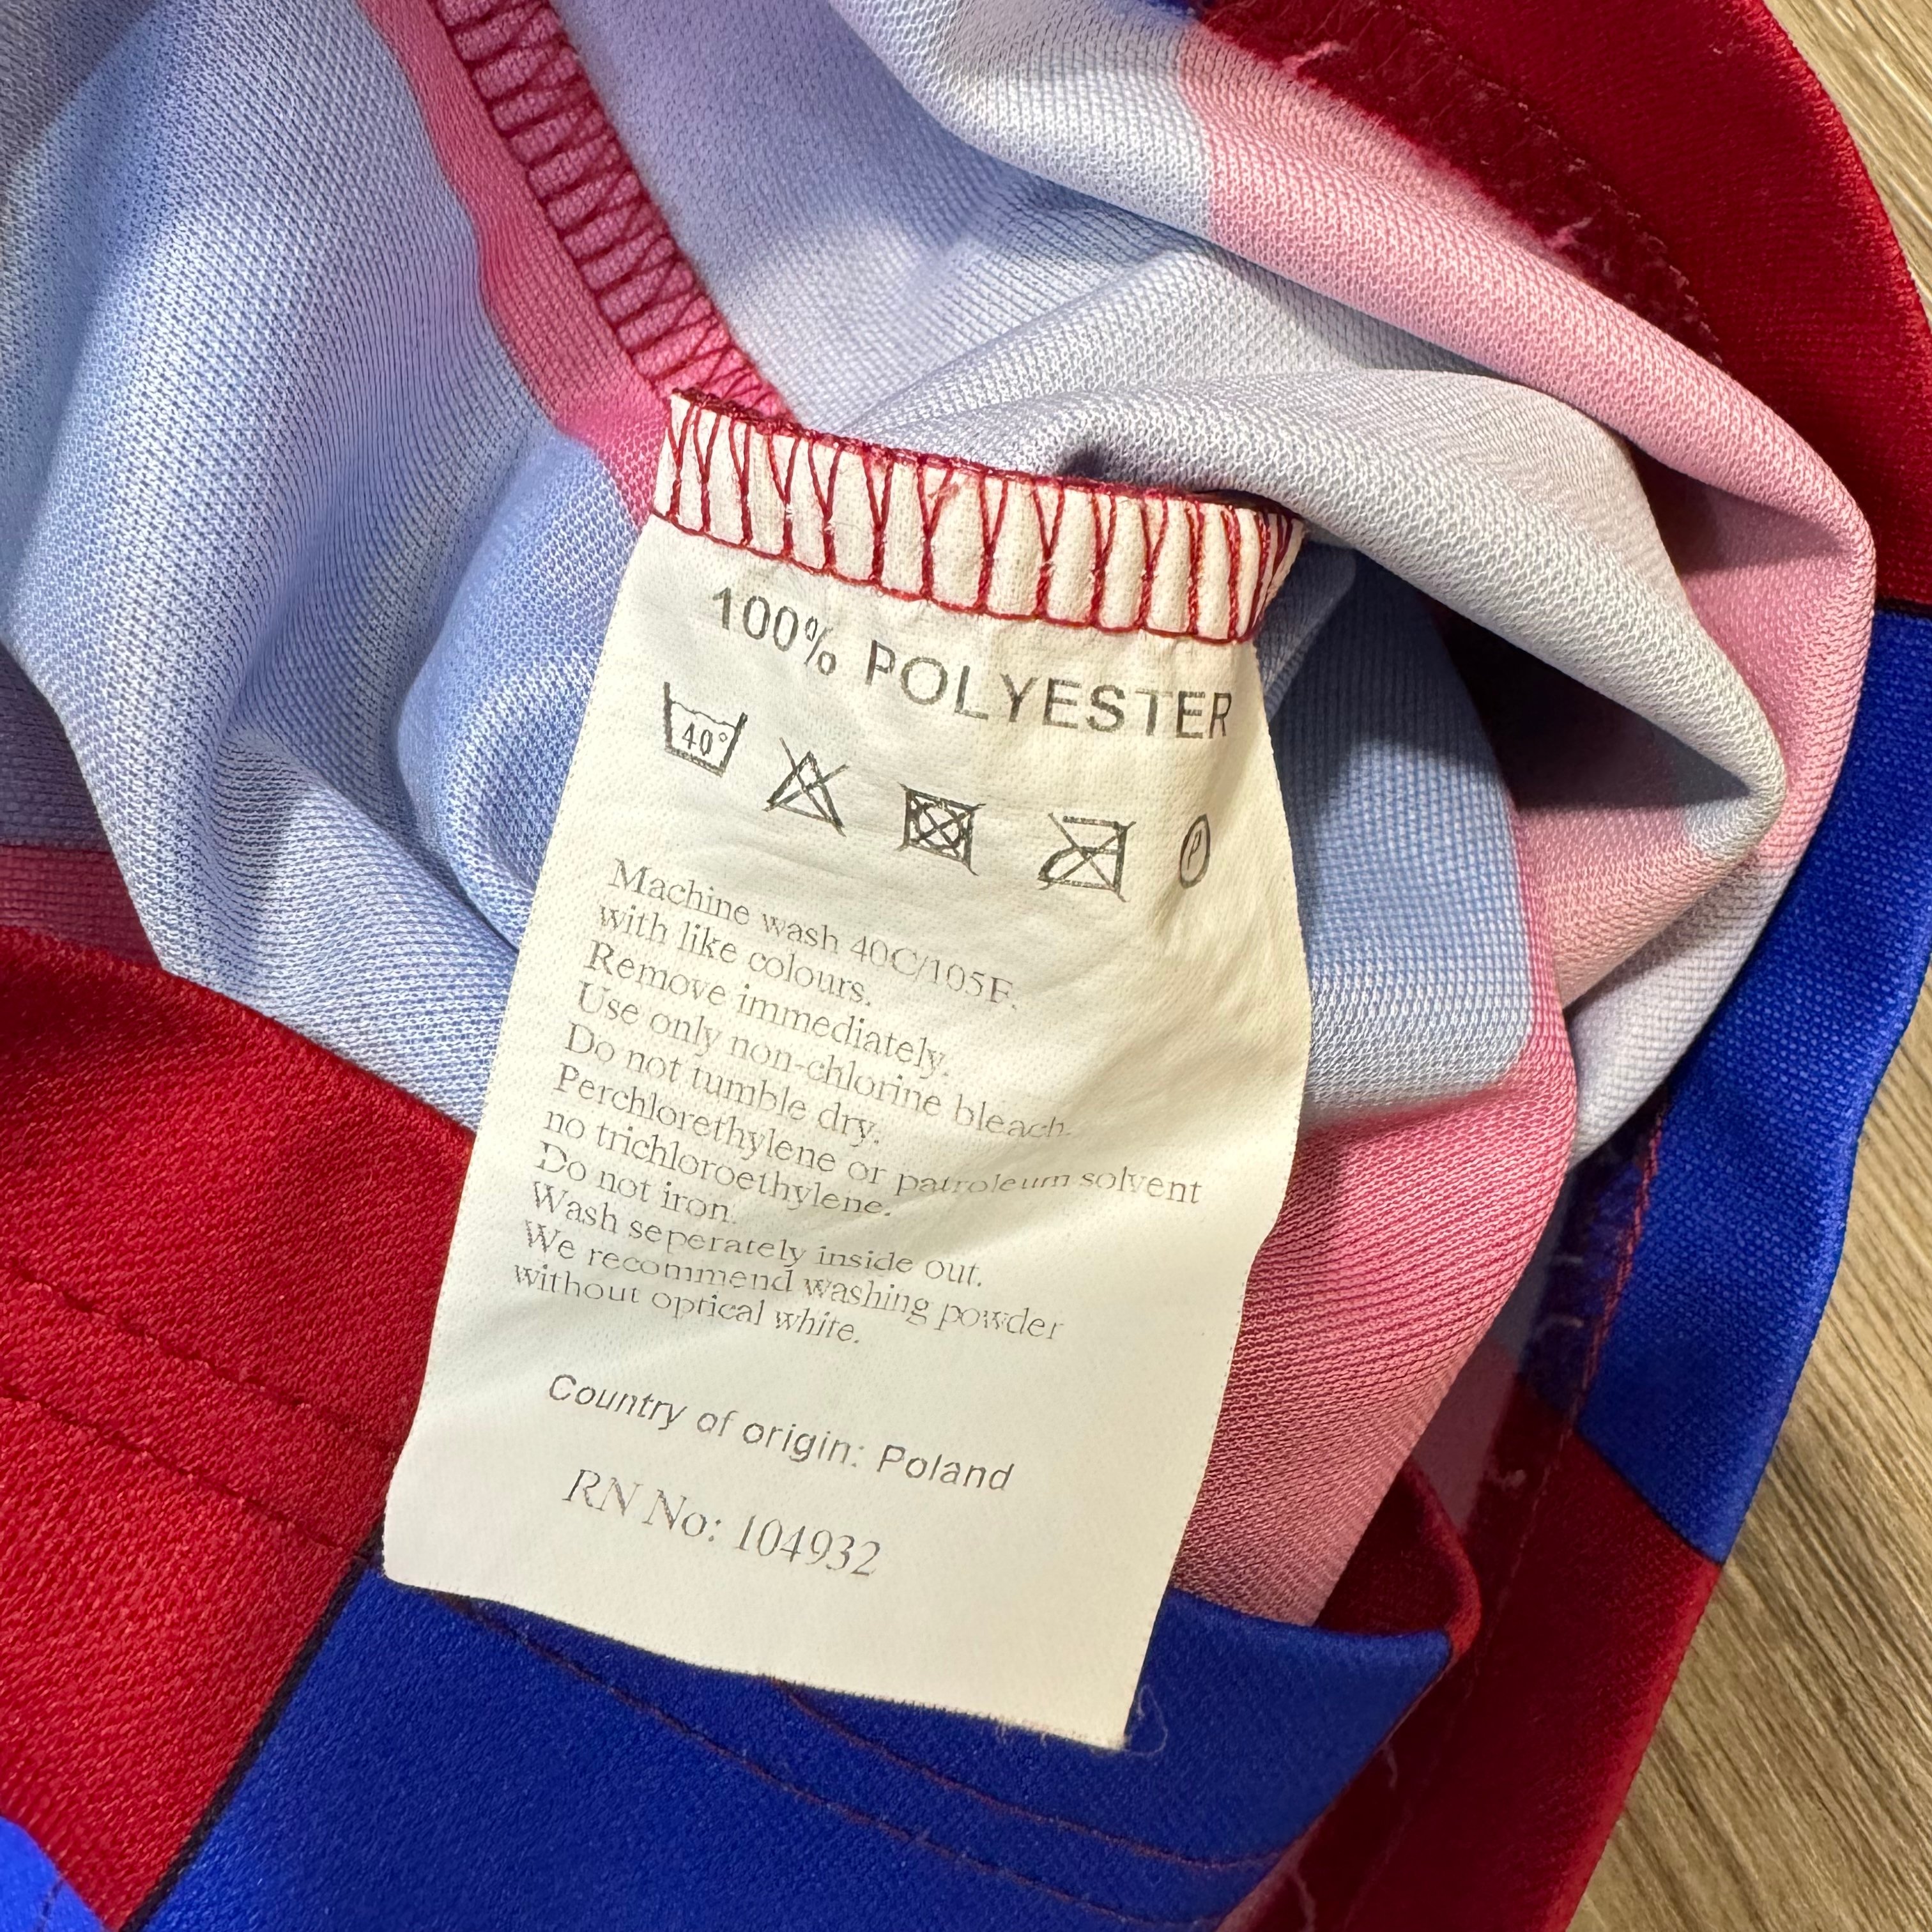 100% POLYESTER
40°
P
Machine wash 40C/105F.
with like colours.
Remove immediately.
Use only non-chlorine bleach.
Do not tumble dry.
Perchlorethylene or patroleum solvent
no trichloroethylene.
Do not iron.
Wash seperately inside out.
We recommend washing powder
without optical white.
Country of origin: Poland
RN No: 104932